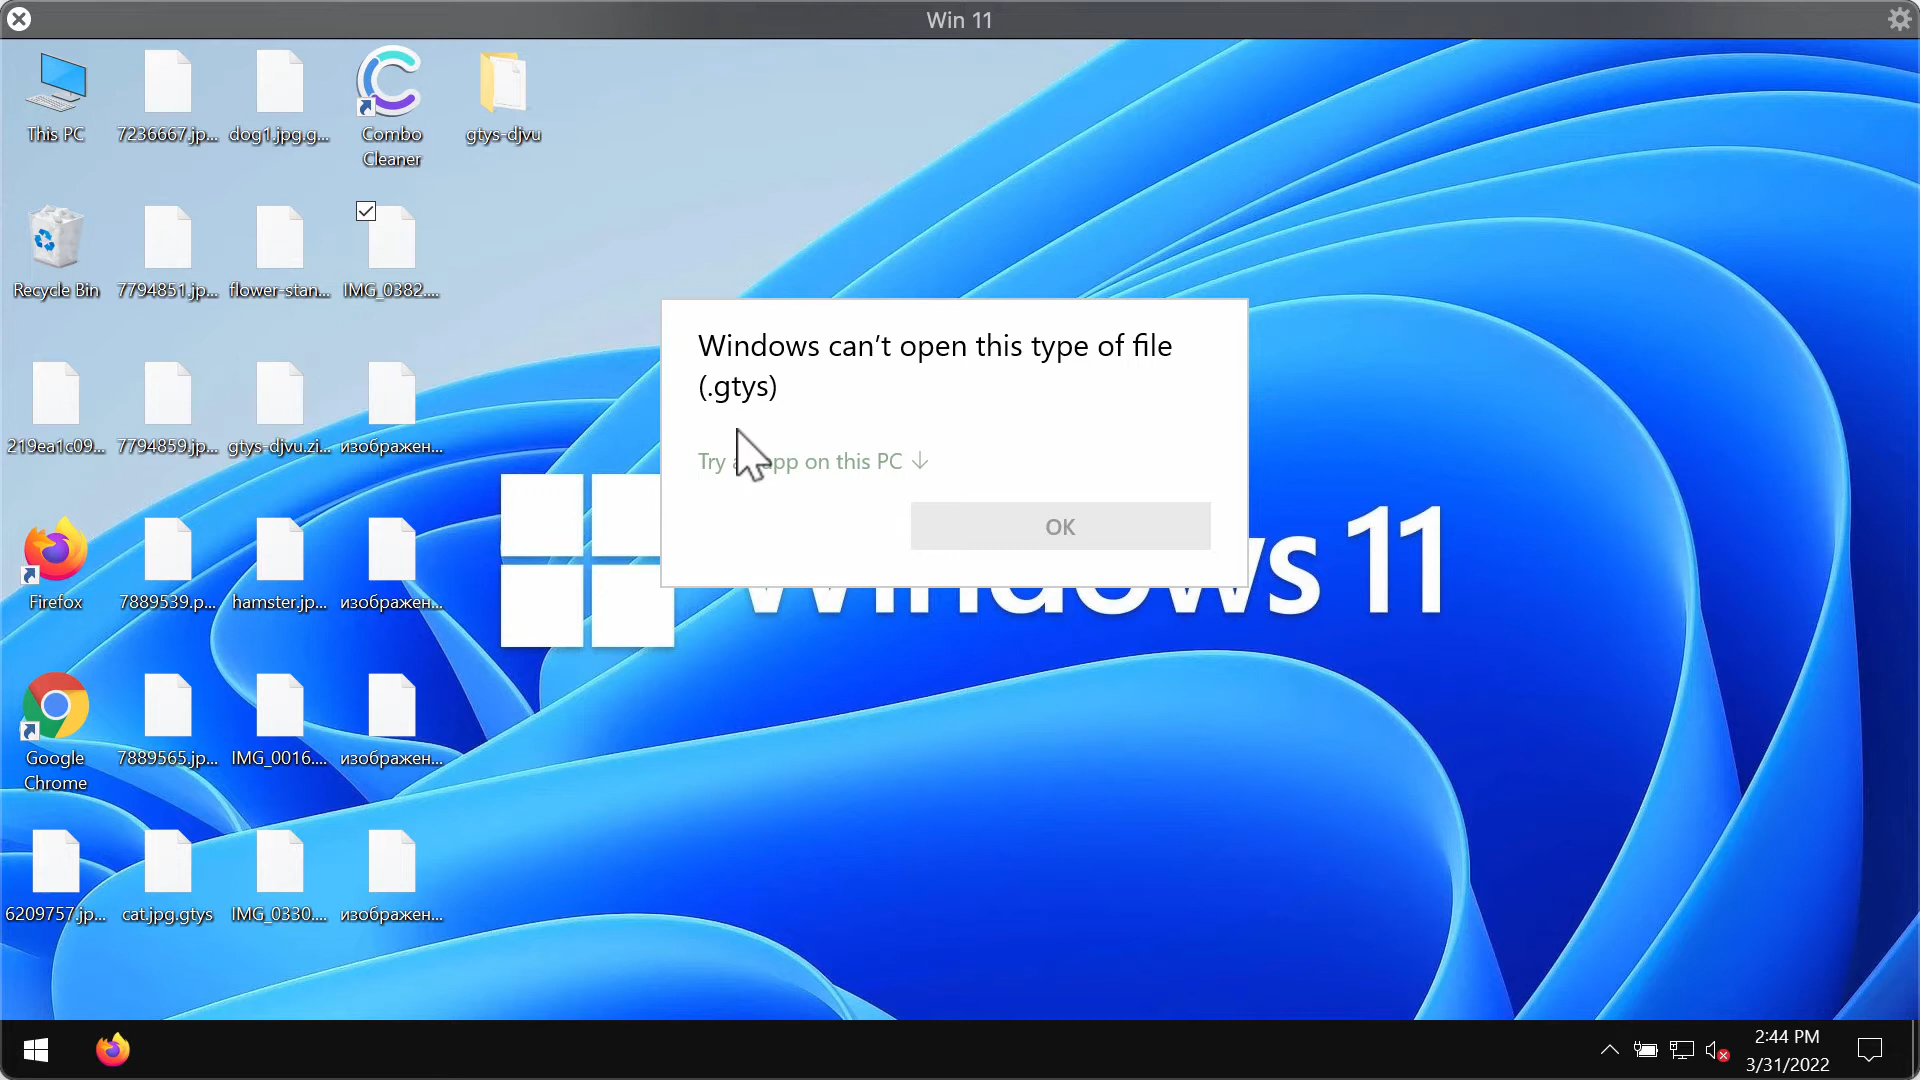 Win 11
This PC
7236667.jp...
dog1.jpg.g...
Combo
Cleaner
gtys-djvu
Recycle Bin
7794851.jp...
flower-stan...
IMG_0382....
219ea1c09...
7794859.jp...
gtys-djvu.zi...
изображен...
Firefox
7889539.p...
hamster.jp...
изображен...
Google
Chrome
7889565.jp...
IMG_0016....
изображен...
6209757.jp...
cat.jpg.gtys
IMG_0330....
изображен...
Windows can't open this type of file
(.gtys)
Try app on this PC ↓
OK
Windows 11
2:44 PM
3/31/2022